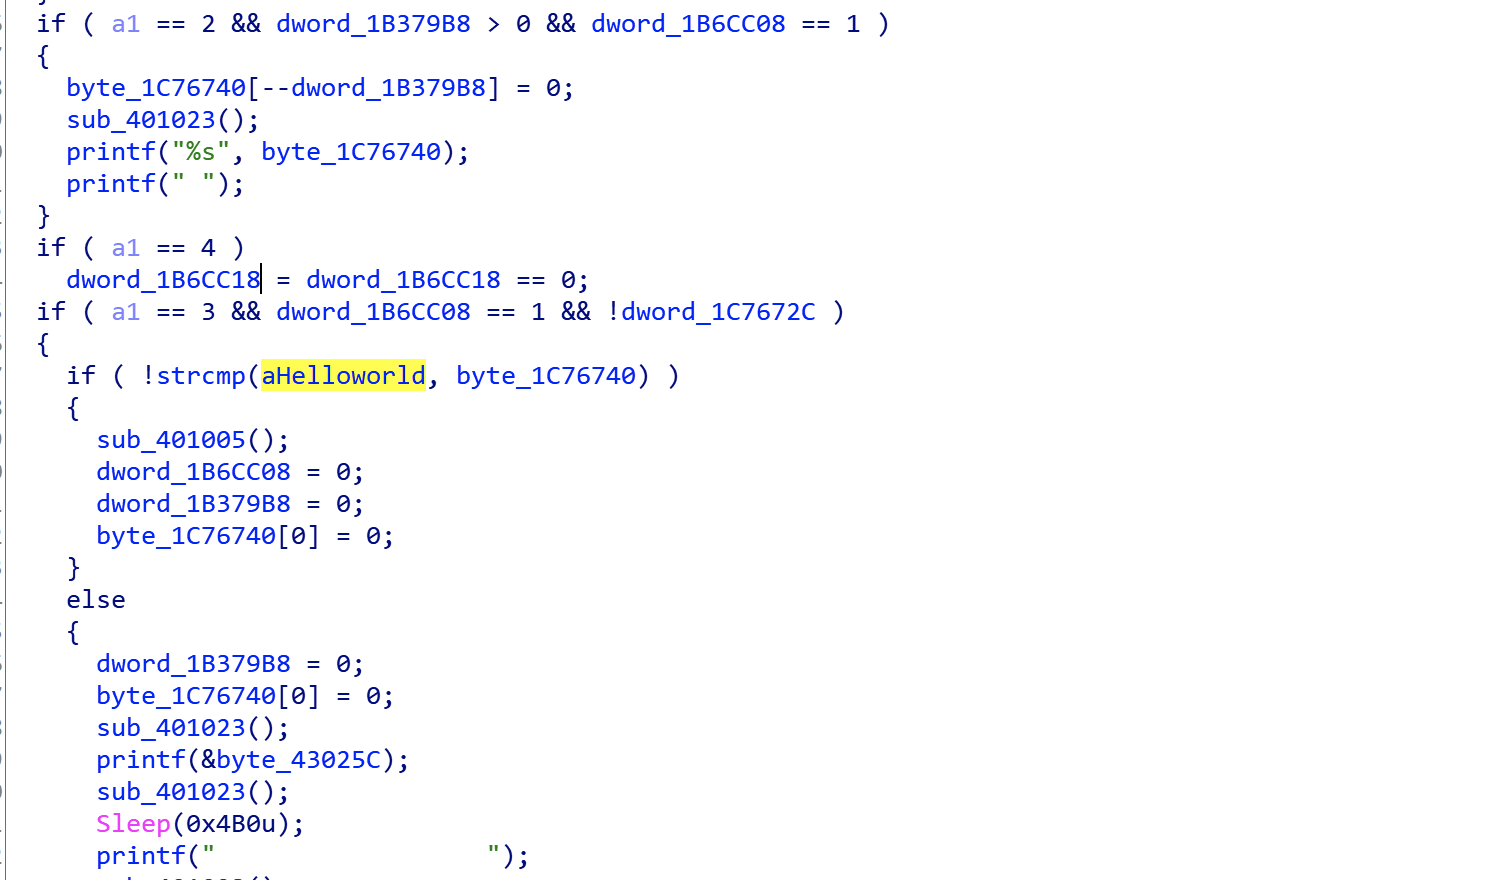 if ( a1 == 2 && dword_1B379B8 > 0 && dword_1B6CC08 == 1 )
{
byte_1C76740[--dword_1B379B8] = 0;
sub_401023();
printf("%s", byte_1C76740);
printf(" ");
}
if ( a1 == 4 )
dword_1B6CC18 = dword_1B6CC18 == 0;
if ( a1 == 3 && dword_1B6CC08 == 1 && !dword_1C7672C )
{
if ( !strcmp(aHelloworld, byte_1C76740) )
{
sub_401005();
dword_1B6CC08 = 0;
dword_1B379B8 = 0;
byte_1C76740[0] = 0;
}
else
{
dword_1B379B8 = 0;
byte_1C76740[0] = 0;
sub_401023();
printf(&byte_43025C);
sub_401023();
Sleep(0x4B0u);
printf("                  ");